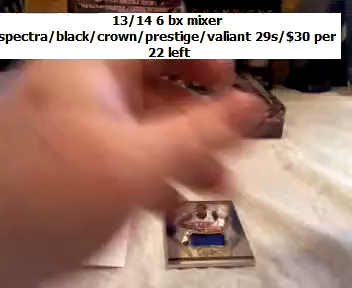 13/14 6 bx mixer
spectra/black/crown/prestige/valiant 29s/$30 per
22 left